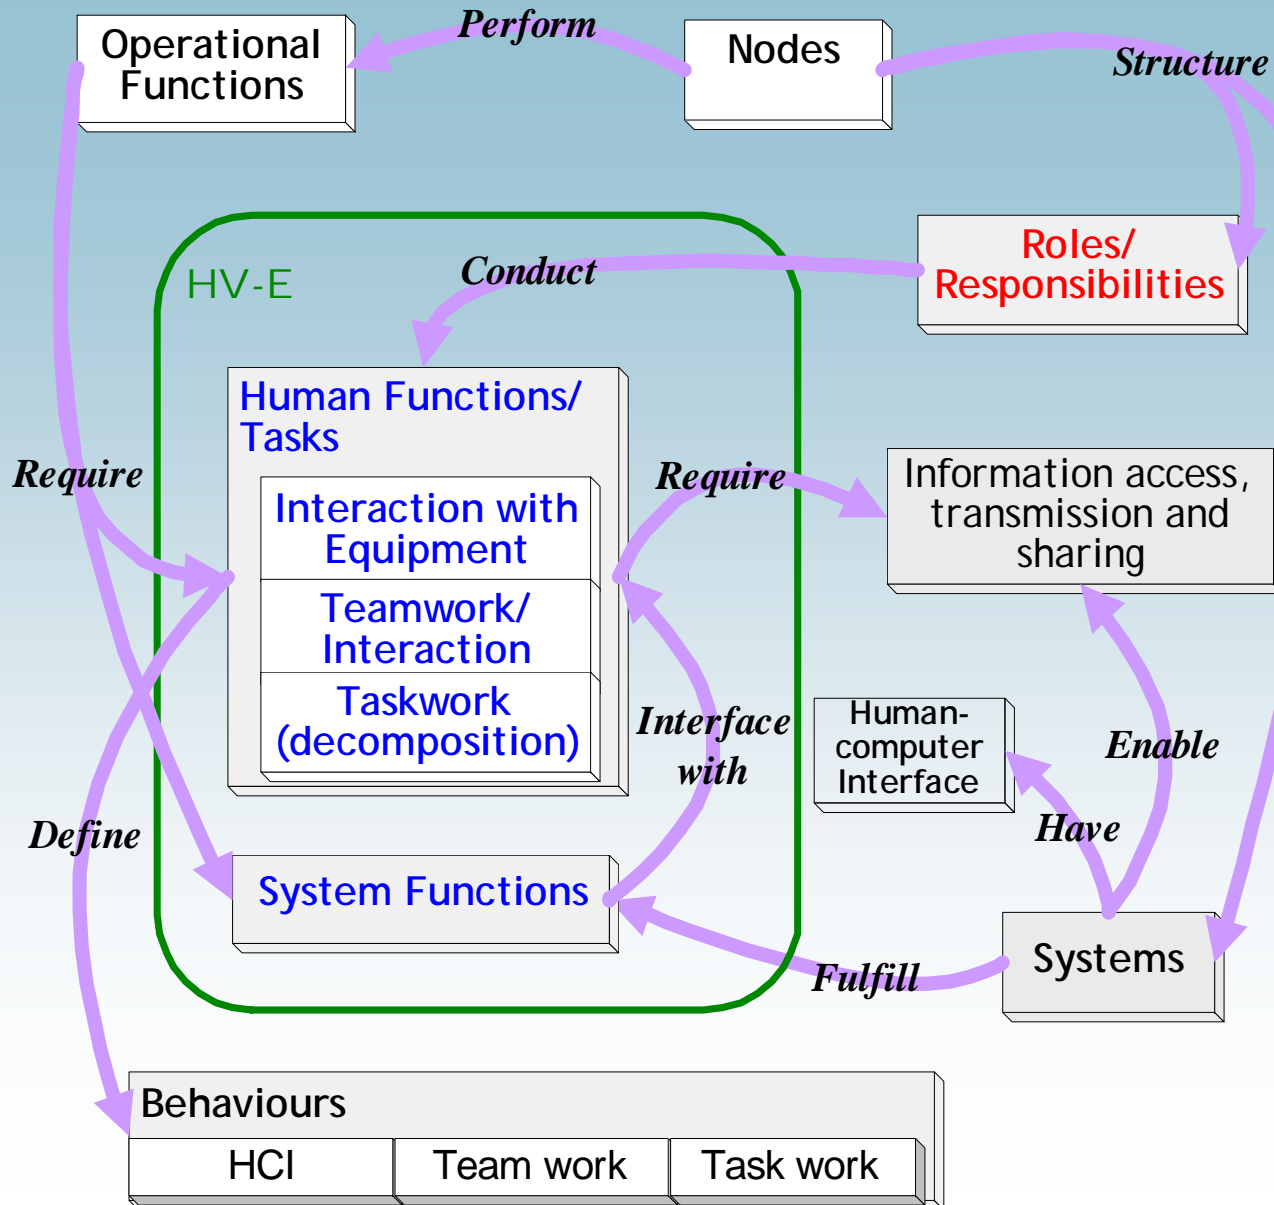 Operational
Functions
Perform
Nodes
Structure
HV-E
Conduct
Roles/
Responsibilities
Human Functions/
Tasks
Require
Interaction with
Equipment
Require
Information access,
transmission and
sharing
Teamwork/
Interaction
Taskwork
(decomposition)
Interface
with
Human-
computer
Interface
Enable
Define
Have
System Functions
Fulfill
Systems
Behaviours
HCI
Team work
Task work